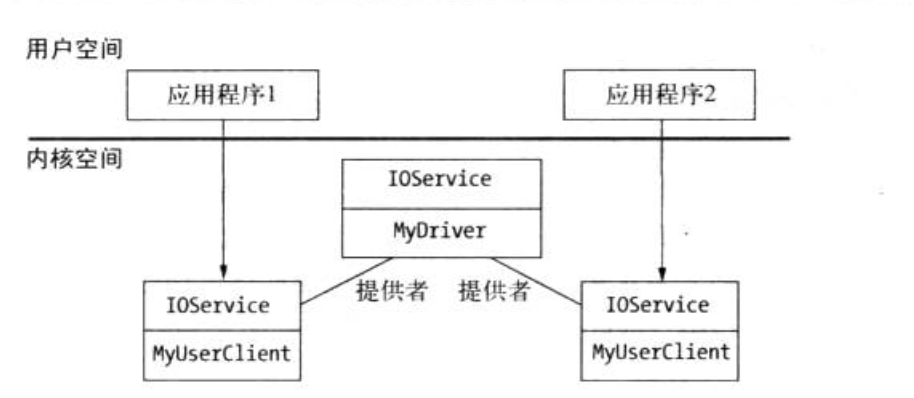 用户空间
应用程序1
应用程序2
内核空间
IOService
MyDriver
提供者
提供者
IOService
MyUserClient
IOService
MyUserClient